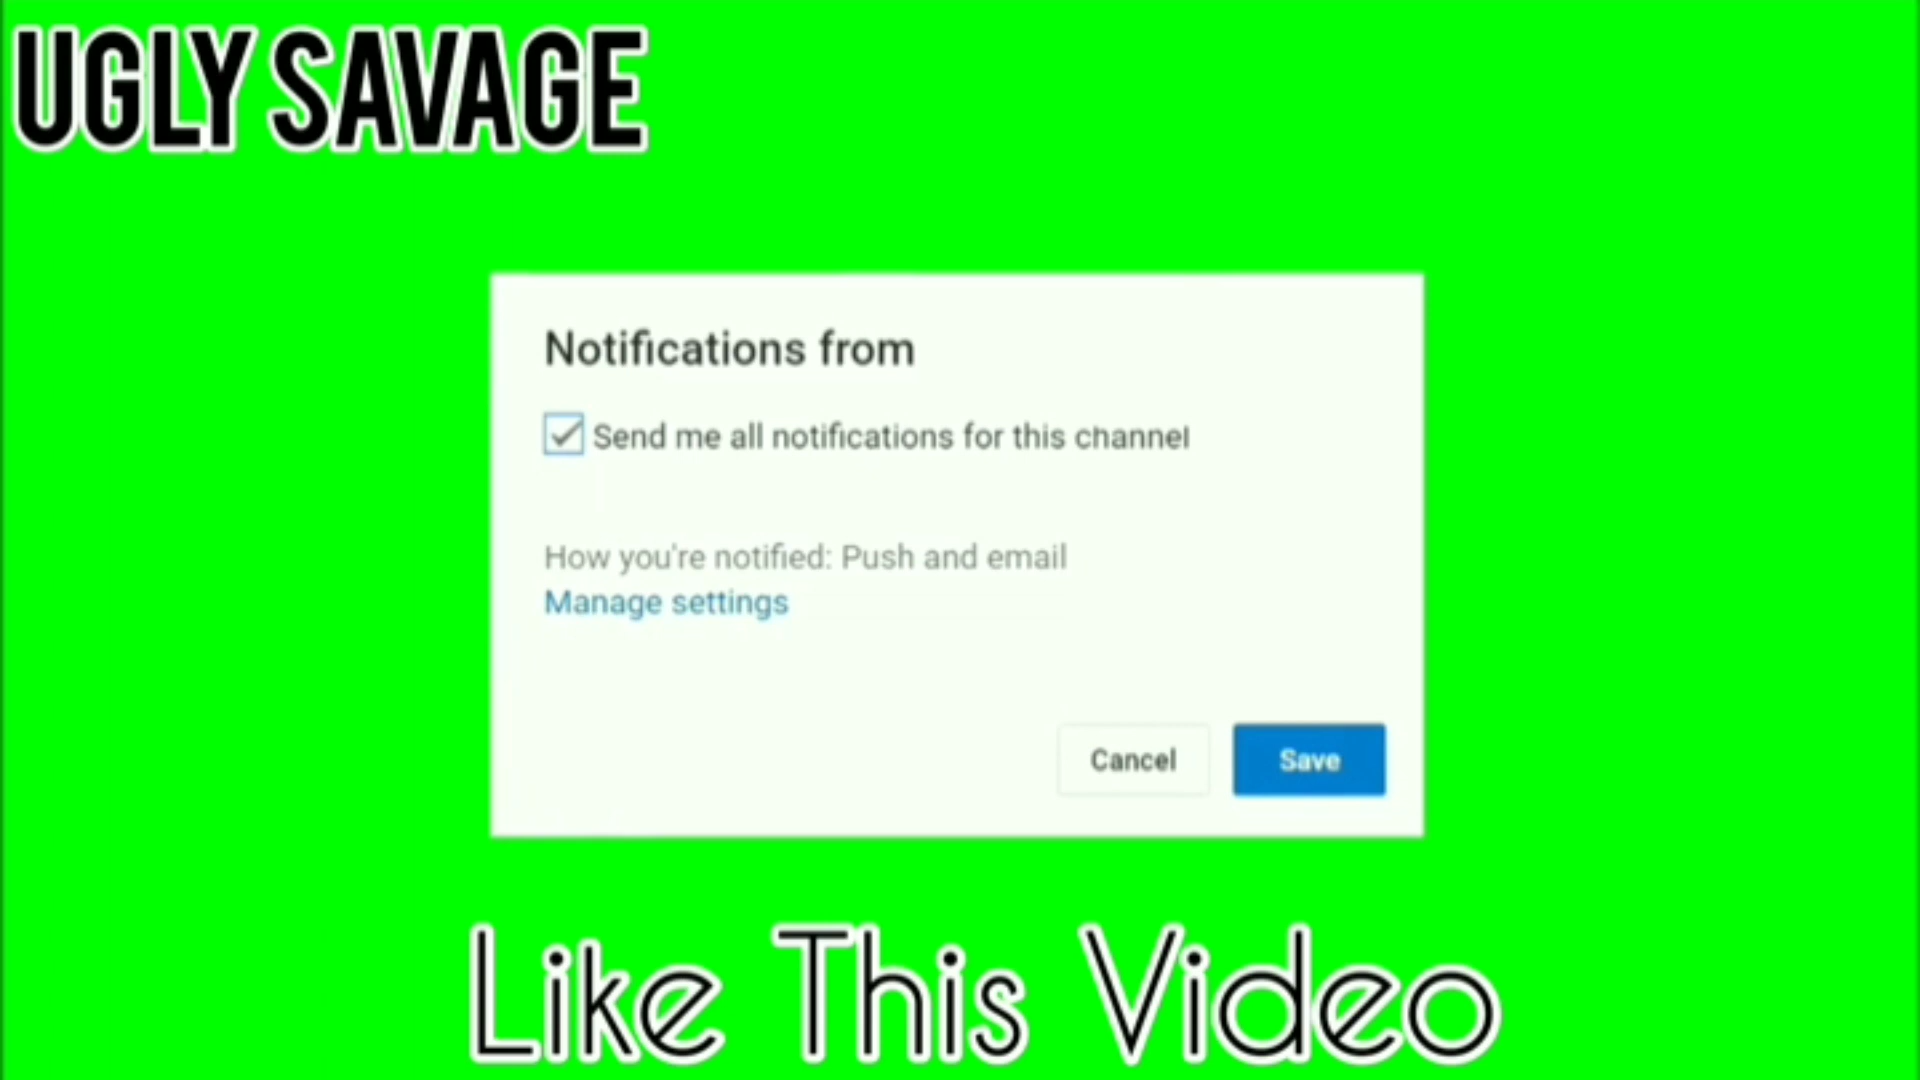 UGLY SAVAGE
Notifications from
Send me all notifications for this channel
How you're notified: Push and email
Manage settings
Cancel
Save
Like This Video